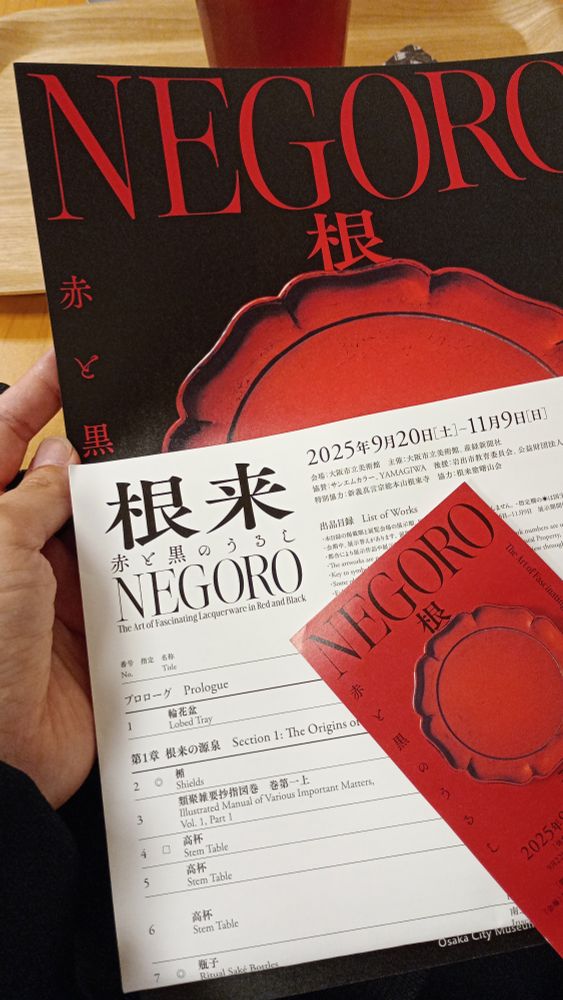 NEGORO
根
赤と黒
2025年9月20日[土]–11月9日[日]
会場：大阪市立美術館　主催：大阪市立美術館、産経新聞社
協賛：サンエムカラー、YAMAGIWA　後援：岩出市教育委員会、公益財団法人
特別協力：新義真言宗総本山根来寺　協力：根來塗曙山会
根来
赤と黒のうるし
NEGORO
The Art of Fascinating Lacquerware in Red and Black
出品目録　List of Works
番号　指定　名称
No.　Title
プロローグ　Prologue
1　輪花盆
Lobed Tray
第1章 根来の源泉　Section 1: The Origins of
2　◎　楯
Shields
3　類聚雑要抄指図巻　巻第一上
Illustrated Manual of Various Important Matters,
Vol. 1, Part 1
4　□　高杯
Stem Table
5　高杯
Stem Table
6　高杯
Stem Table
7　◎　瓶子
Ritual Saké Bottles
NEGORO
根
The Art of Fascinating
赤と黒のうるし
2025年
Osaka City Museum